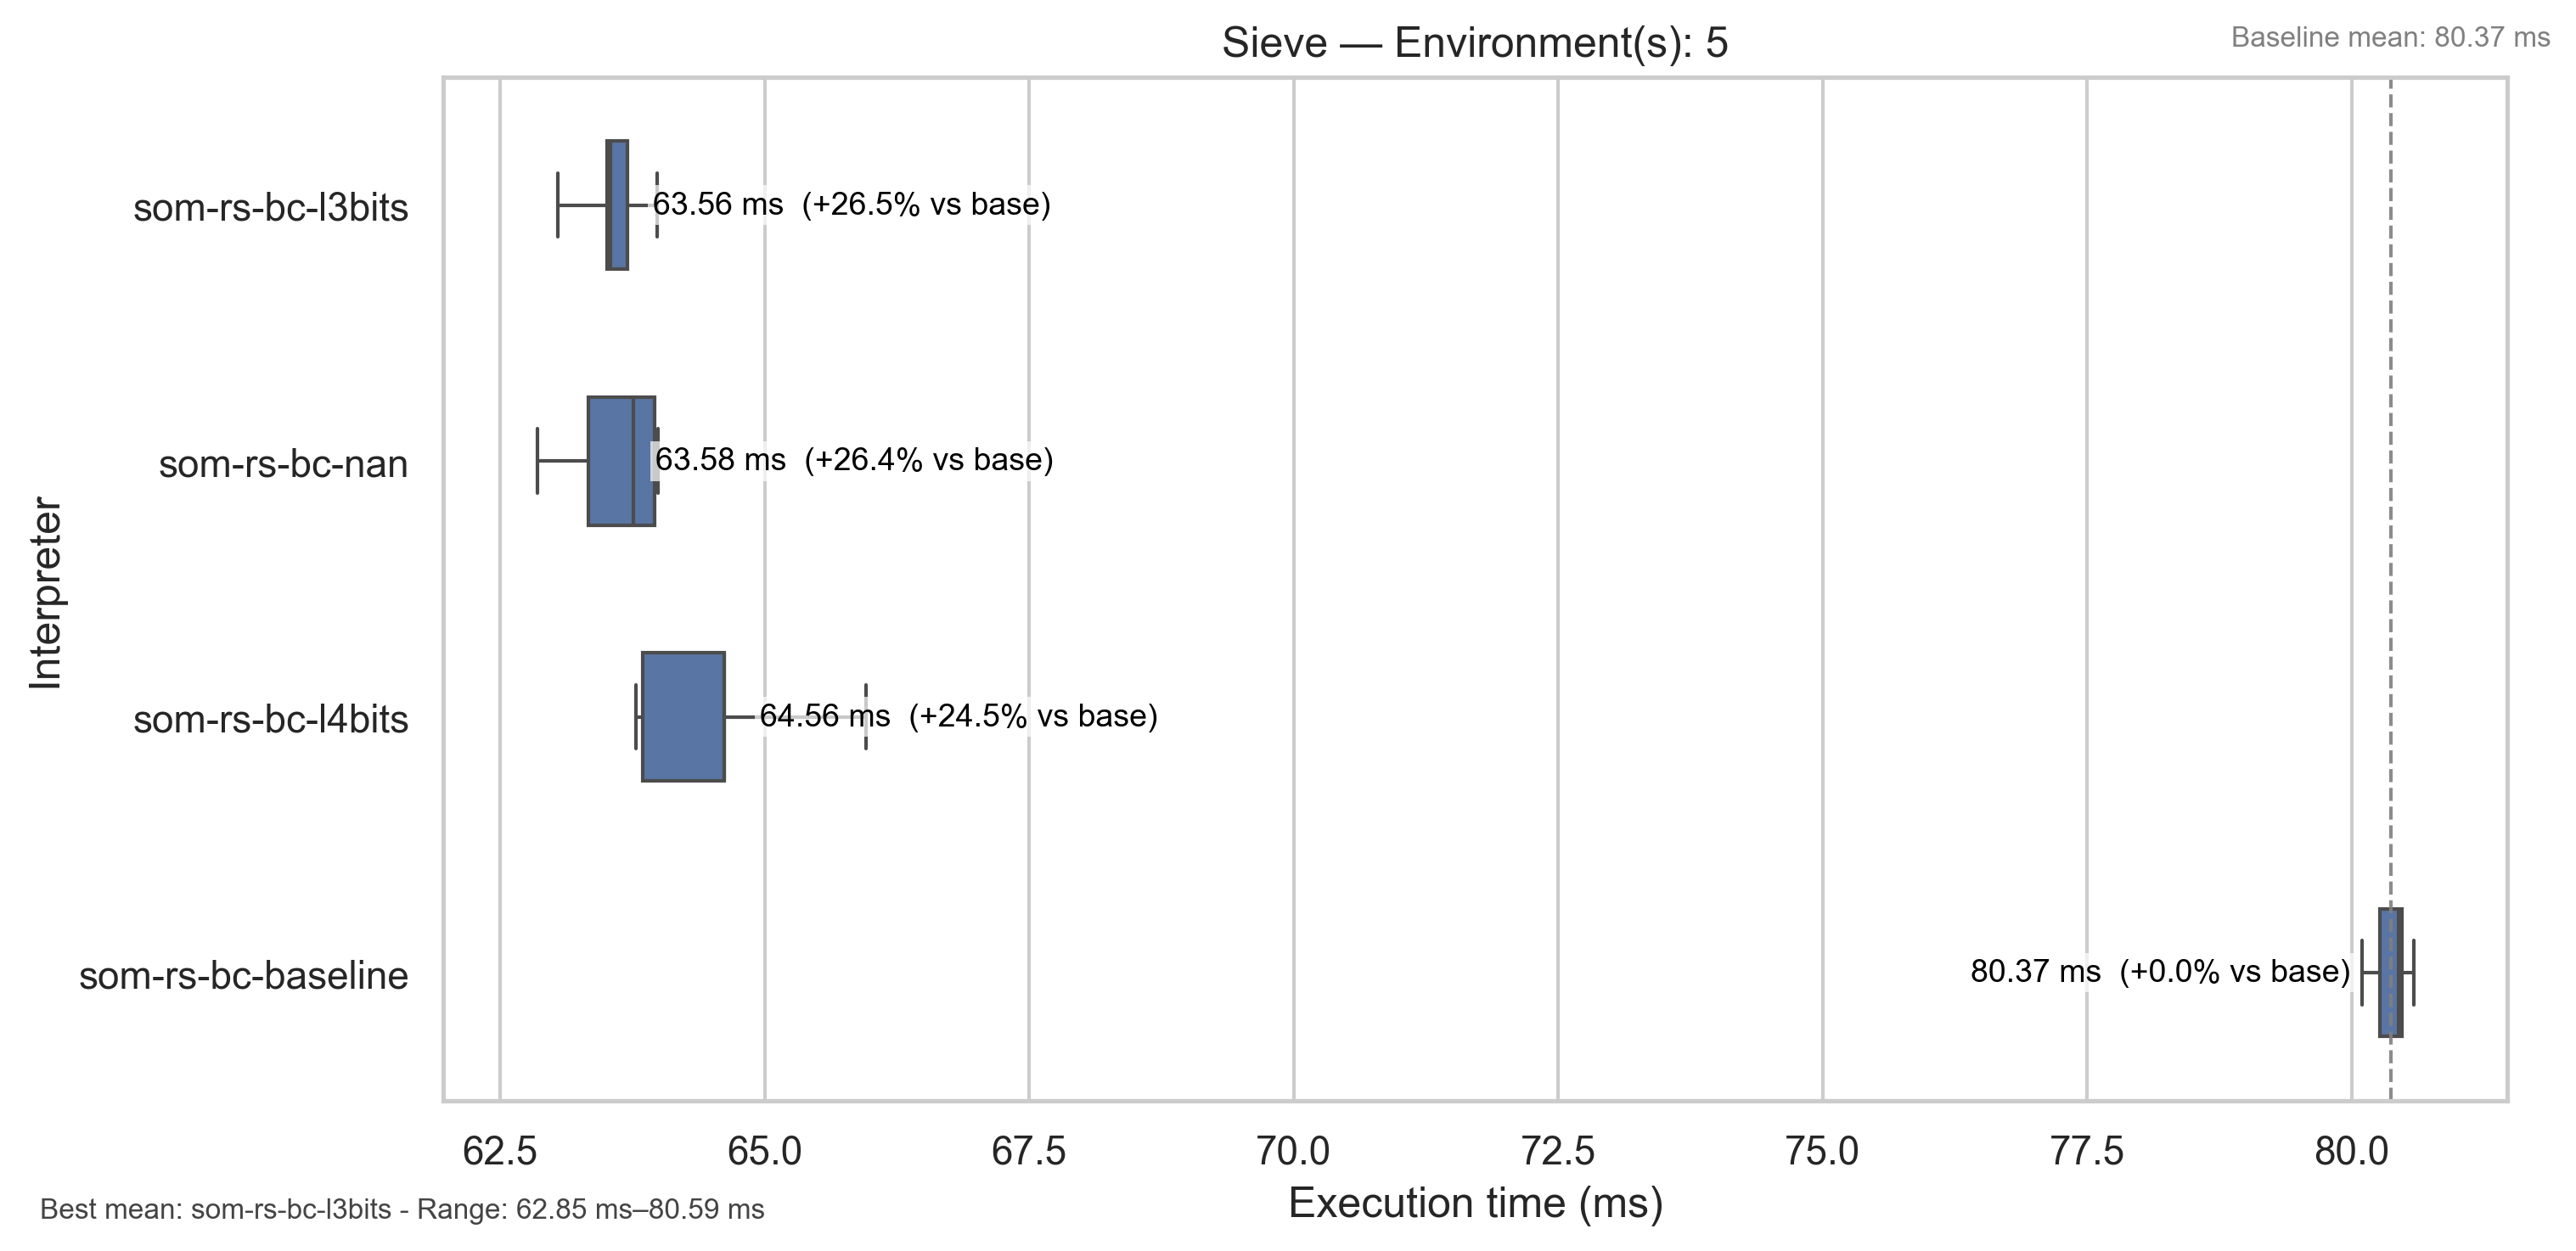 Sieve — Environment(s): 5
Baseline mean: 80.37 ms
som-rs-bc-l3bits
63.56 ms (+26.5% vs base)
som-rs-bc-nan
63.58 ms (+26.4% vs base)
Interpreter
som-rs-bc-l4bits
64.56 ms (+24.5% vs base)
som-rs-bc-baseline
80.37 ms (+0.0% vs base)
62.5 65.0 67.5 70.0 72.5 75.0 77.5 80.0
Execution time (ms)
Best mean: som-rs-bc-l3bits - Range: 62.85 ms–80.59 ms